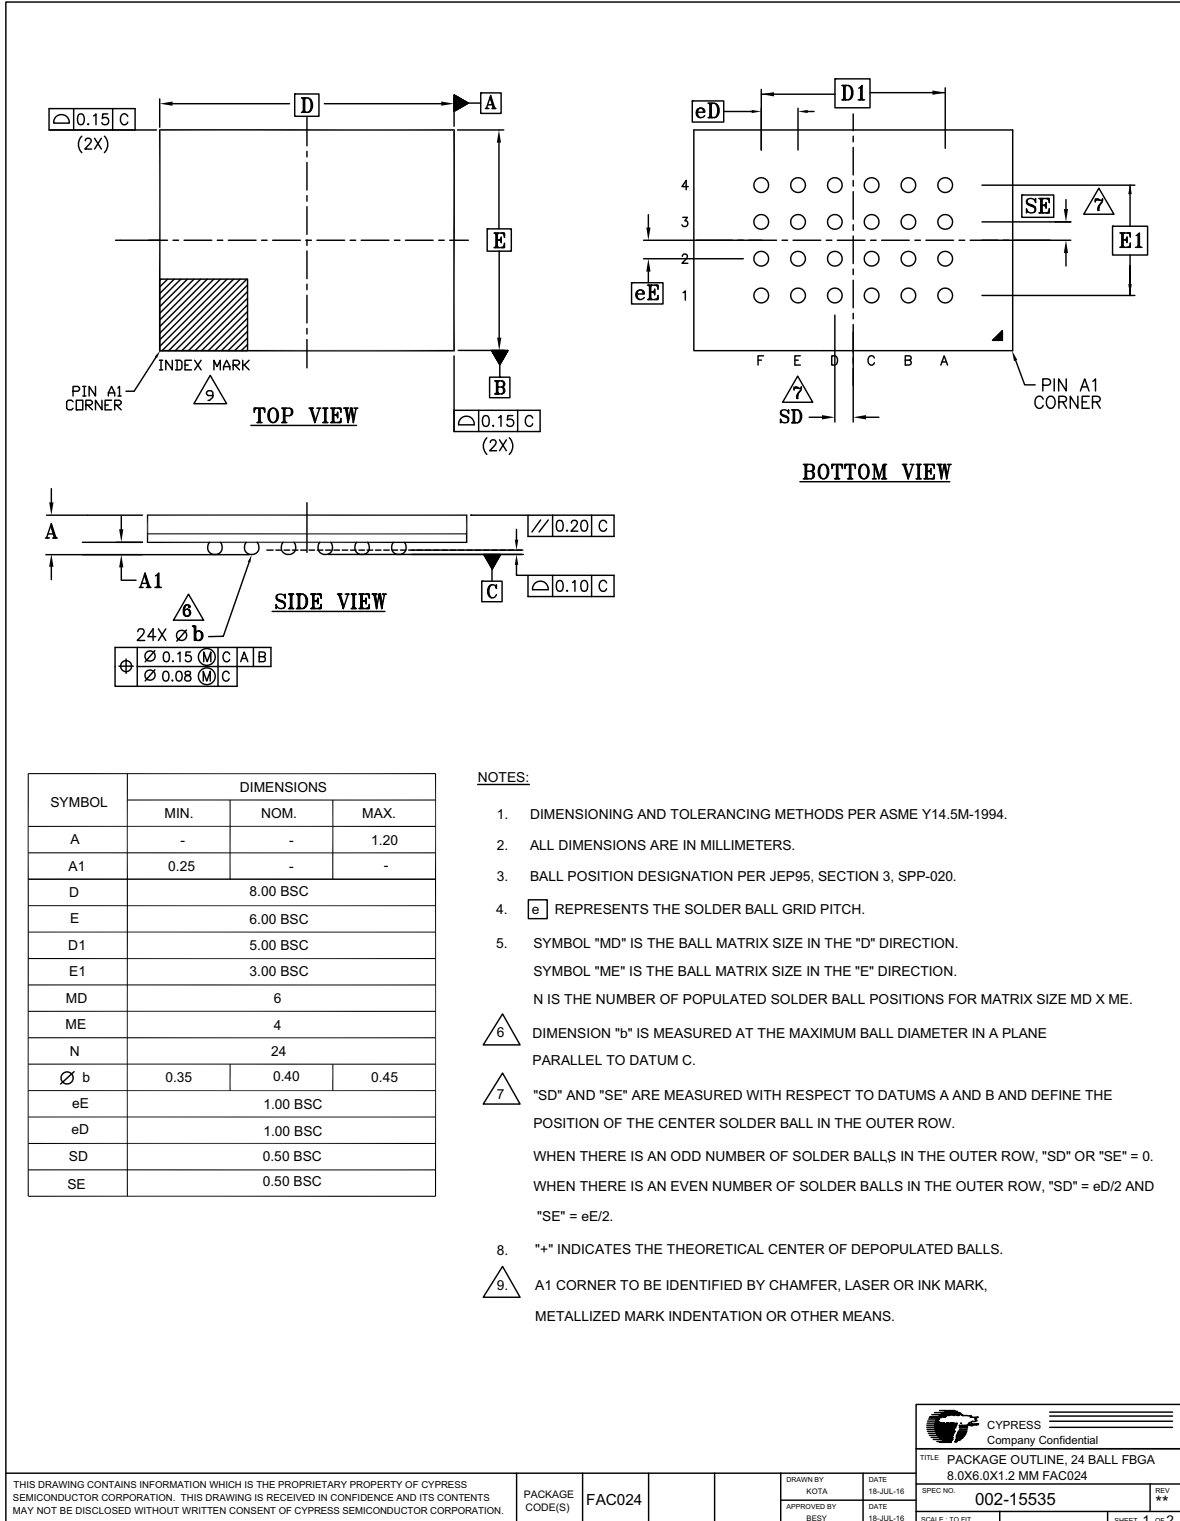 D
A
⌓ 0.15 C
(2X)
E
INDEX MARK
9
PIN A1
CORNER
B
TOP VIEW
⌓ 0.15 C
(2X)
D1
eD
4
3
2
1
SE
7
E1
eE
F E D C B A
7
SD
PIN A1
CORNER
BOTTOM VIEW
A
A1
// 0.20 C
C
⌓ 0.10 C
SIDE VIEW
6
24X Ø b
⌖ Ø 0.15 Ⓜ C A B
Ø 0.08 Ⓜ C
SYMBOL DIMENSIONS
MIN. NOM. MAX.
A - - 1.20
A1 0.25 - -
D 8.00 BSC
E 6.00 BSC
D1 5.00 BSC
E1 3.00 BSC
MD 6
ME 4
N 24
Ø b 0.35 0.40 0.45
eE 1.00 BSC
eD 1.00 BSC
SD 0.50 BSC
SE 0.50 BSC
NOTES:
1. DIMENSIONING AND TOLERANCING METHODS PER ASME Y14.5M-1994.
2. ALL DIMENSIONS ARE IN MILLIMETERS.
3. BALL POSITION DESIGNATION PER JEP95, SECTION 3, SPP-020.
4. e REPRESENTS THE SOLDER BALL GRID PITCH.
5. SYMBOL "MD" IS THE BALL MATRIX SIZE IN THE "D" DIRECTION.
SYMBOL "ME" IS THE BALL MATRIX SIZE IN THE "E" DIRECTION.
N IS THE NUMBER OF POPULATED SOLDER BALL POSITIONS FOR MATRIX SIZE MD X ME.
6 DIMENSION "b" IS MEASURED AT THE MAXIMUM BALL DIAMETER IN A PLANE
PARALLEL TO DATUM C.
7 "SD" AND "SE" ARE MEASURED WITH RESPECT TO DATUMS A AND B AND DEFINE THE
POSITION OF THE CENTER SOLDER BALL IN THE OUTER ROW.
WHEN THERE IS AN ODD NUMBER OF SOLDER BALLS IN THE OUTER ROW, "SD" OR "SE" = 0.
WHEN THERE IS AN EVEN NUMBER OF SOLDER BALLS IN THE OUTER ROW, "SD" = eD/2 AND
"SE" = eE/2.
8. "+" INDICATES THE THEORETICAL CENTER OF DEPOPULATED BALLS.
9. A1 CORNER TO BE IDENTIFIED BY CHAMFER, LASER OR INK MARK,
METALLIZED MARK INDENTATION OR OTHER MEANS.
CYPRESS
Company Confidential
TITLE PACKAGE OUTLINE, 24 BALL FBGA
8.0X6.0X1.2 MM FAC024
THIS DRAWING CONTAINS INFORMATION WHICH IS THE PROPRIETARY PROPERTY OF CYPRESS
SEMICONDUCTOR CORPORATION. THIS DRAWING IS RECEIVED IN CONFIDENCE AND ITS CONTENTS
MAY NOT BE DISCLOSED WITHOUT WRITTEN CONSENT OF CYPRESS SEMICONDUCTOR CORPORATION.
PACKAGE
CODE(S)
FAC024
DRAWN BY
KOTA
DATE
18-JUL-16
APPROVED BY
BESY
DATE
18-JUL-16
SPEC NO.
002-15535
REV
**
SCALE : TO FIT
SHEET 1 OF 2